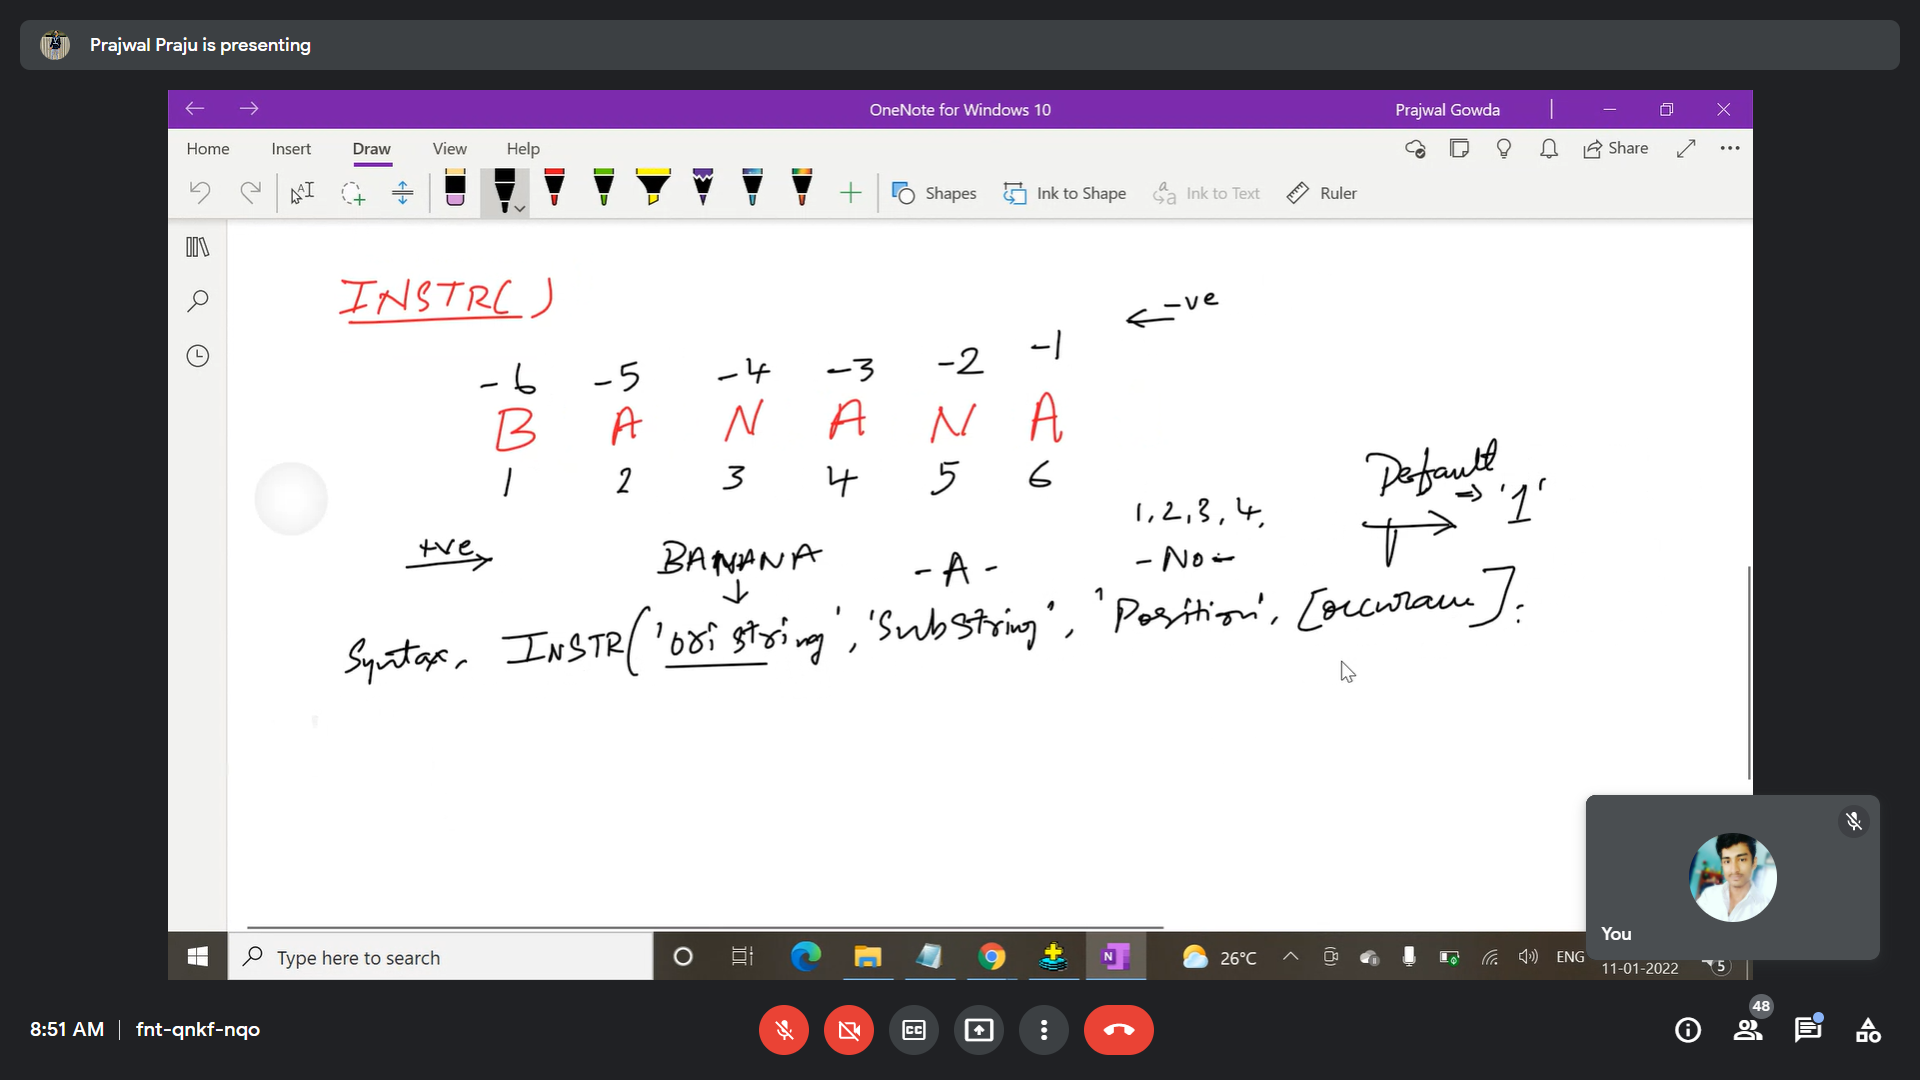 Prajwal Praju is presenting
OneNote for Windows 10
Prajwal Gowda
Home Insert Draw View Help
Share
Shapes Ink to Shape Ink to Text Ruler
INSTR()
-ve
-6 -5 -4 -3 -2 -1
B A N A N A
1 2 3 4 5 6
Default
=> '1'
1, 2, 3, 4,
+ve
BANANA
- A -
- No -
Syntax, INSTR('ori string', 'Substring', 'Position', [occurance];
You
Type here to search
26°C
ENG
11-01-2022
5
8:51 AM | fnt-qnkf-nqo
CC
48